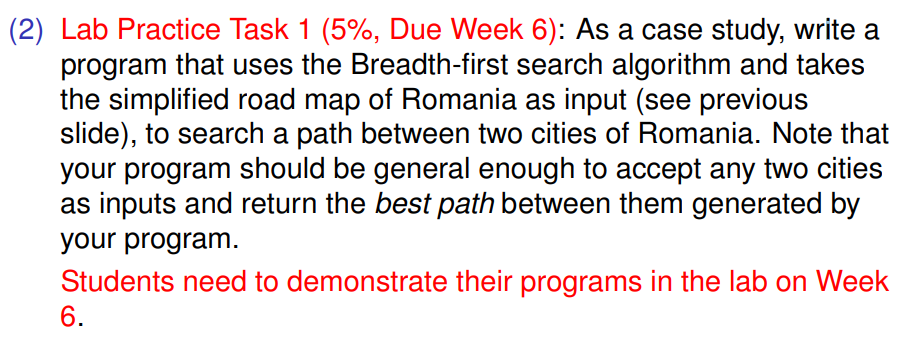 (2) Lab Practice Task 1 (5%, Due Week 6): As a case study, write a
program that uses the Breadth-first search algorithm and takes
the simplified road map of Romania as input (see previous
slide), to search a path between two cities of Romania. Note that
your program should be general enough to accept any two cities
as inputs and return the best path between them generated by
your program.
Students need to demonstrate their programs in the lab on Week
6.